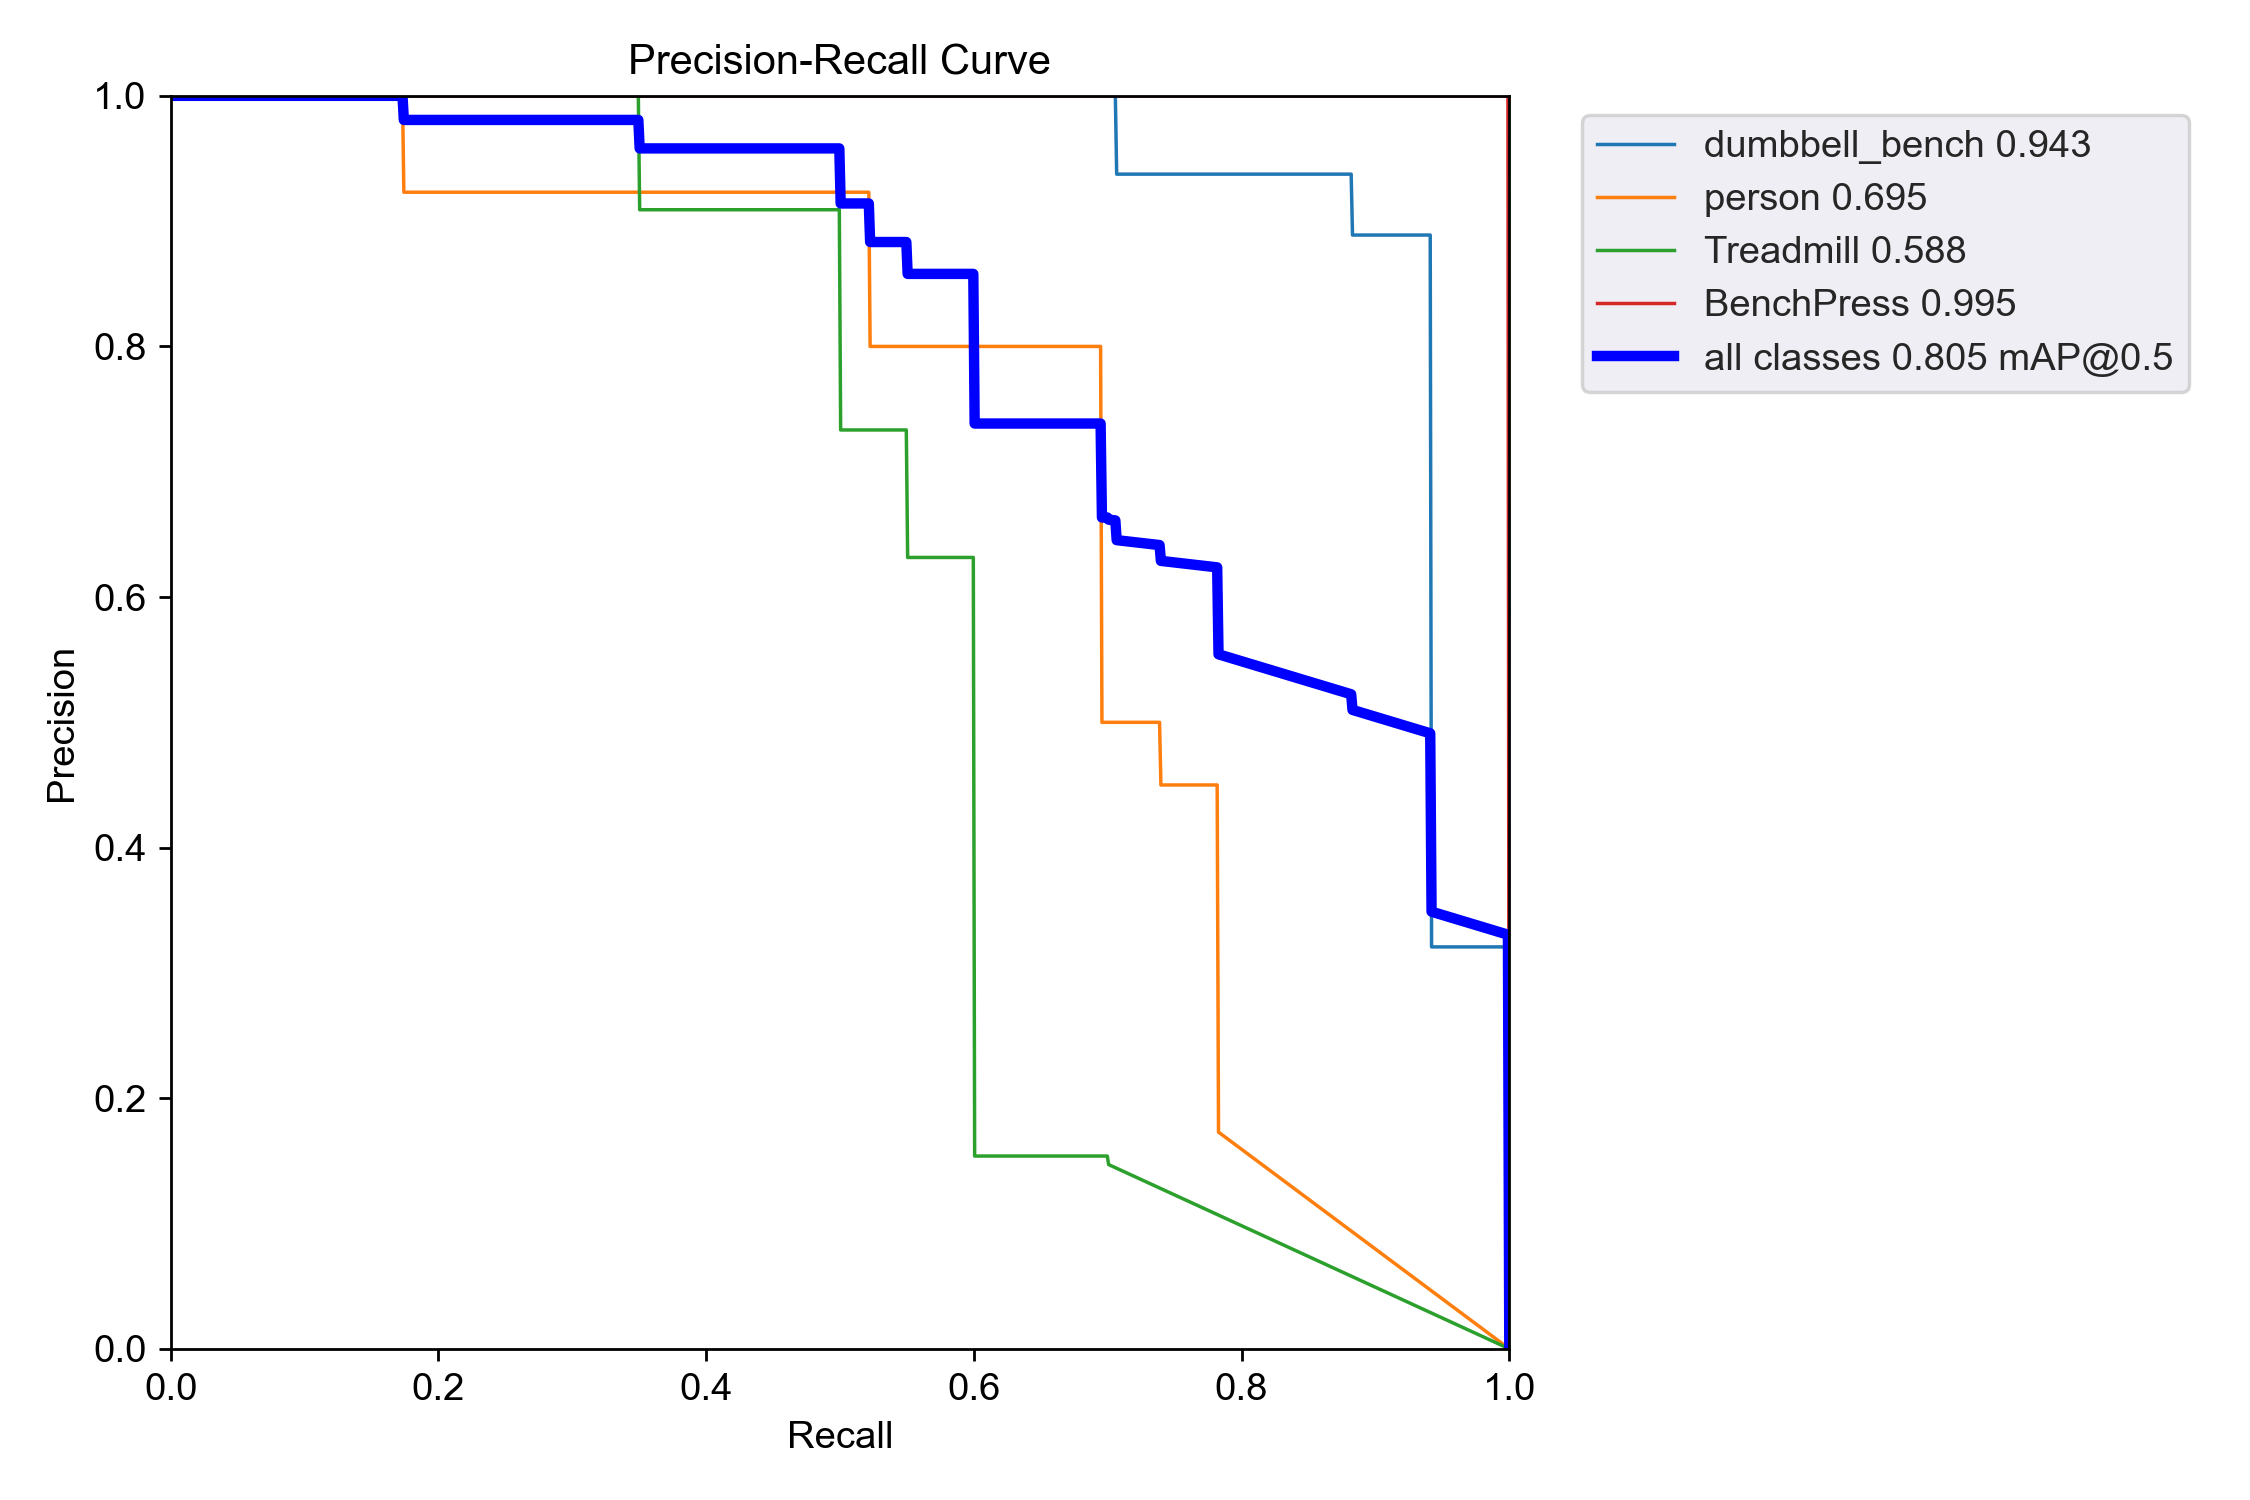 Precision-Recall Curve
1.0
0.8
0.6
0.4
0.2
0.0
Precision
0.0 0.2 0.4 0.6 0.8 1.0
Recall
dumbbell_bench 0.943
person 0.695
Treadmill 0.588
BenchPress 0.995
all classes 0.805 mAP@0.5